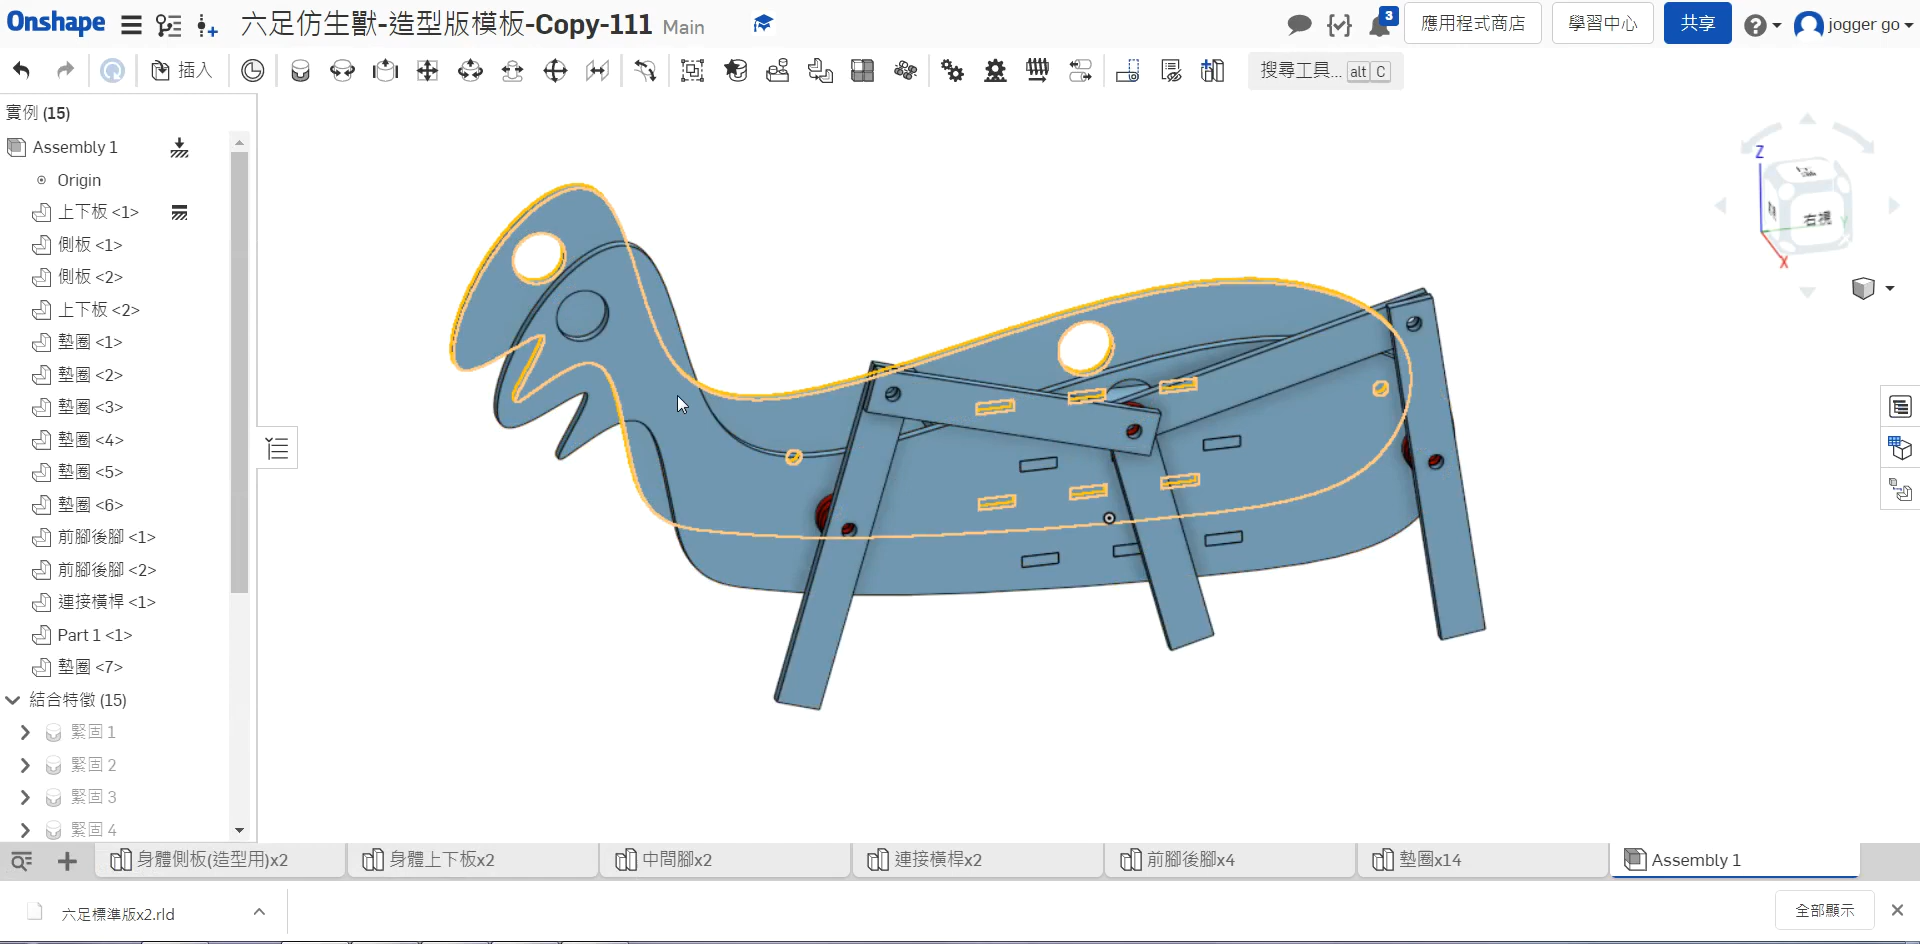 Onshape
六足仿生獸-造型版模板-Copy-111 Main
3
應用程式商店
學習中心
共享
jogger go
插入
搜尋工具... alt C
實例 (15)
Assembly 1
Origin
上下板 <1>
側板 <1>
側板 <2>
上下板 <2>
墊圈 <1>
墊圈 <2>
墊圈 <3>
墊圈 <4>
墊圈 <5>
墊圈 <6>
前腳後腳 <1>
前腳後腳 <2>
連接橫桿 <1>
Part 1 <1>
墊圈 <7>
結合特徵 (15)
緊固 1
緊固 2
緊固 3
緊固 4
Z
右視
Y
X
身體側板(造型用)x2
身體上下板x2
中間腳x2
連接橫桿x2
前腳後腳x4
墊圈x14
Assembly 1
六足標準版x2.rld
全部顯示